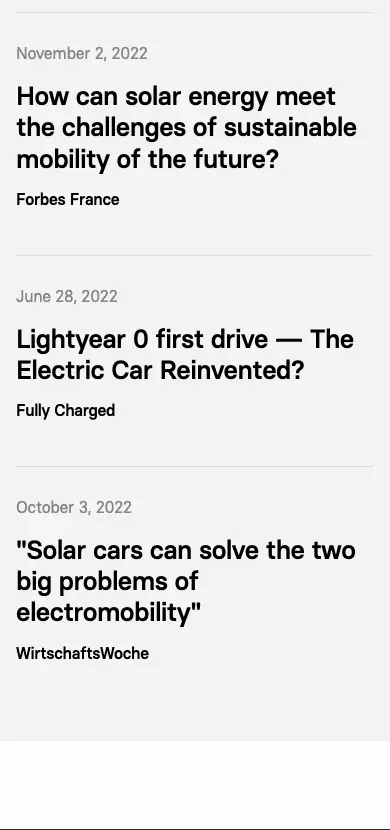 November 2, 2022
How can solar energy meet
the challenges of sustainable
mobility of the future?
Forbes France
June 28, 2022
Lightyear 0 first drive — The
Electric Car Reinvented?
Fully Charged
October 3, 2022
"Solar cars can solve the two
big problems of
electromobility"
WirtschaftsWoche